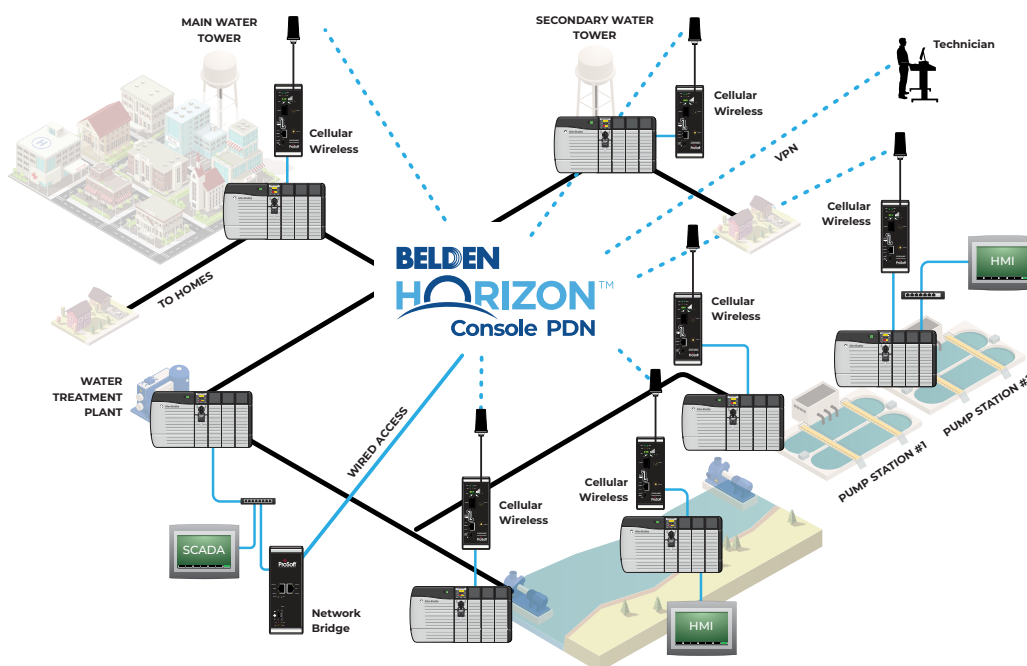 MAIN WATER
TOWER
SECONDARY WATER
TOWER
Technician
Cellular
Wireless
Cellular
Wireless
VPN
Cellular
Wireless
HMI
BELDEN
HORIZON™
Console PDN
TO HOMES
Cellular
Wireless
WATER
TREATMENT
PLANT
WIRED ACCESS
PUMP STATION #2
PUMP STATION #1
Cellular
Wireless
Cellular
Wireless
SCADA
ProSoft
Network
Bridge
HMI